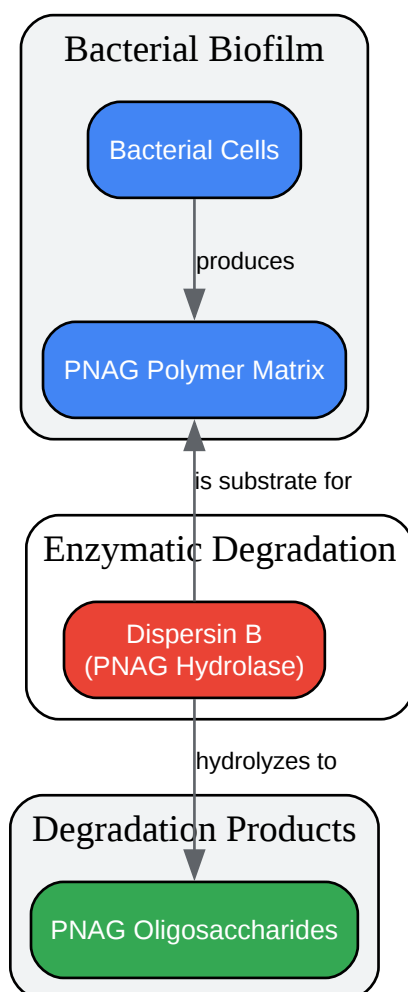 Bacterial Biofilm
Bacterial Cells
produces
PNAG Polymer Matrix
is substrate for
Enzymatic Degradation
Dispersin B
(PNAG Hydrolase)
hydrolyzes to
Degradation Products
PNAG Oligosaccharides